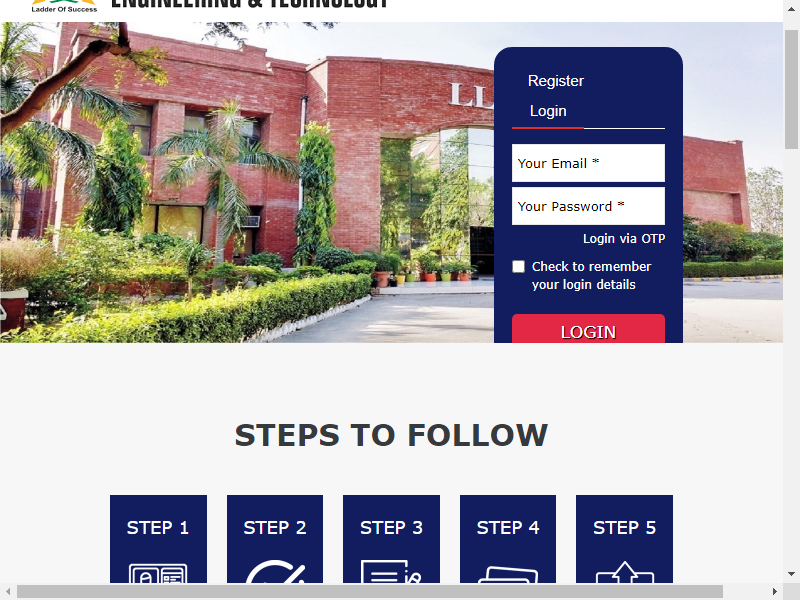 Ladder Of Success
ENGINEERING & TECHNOLOGY
LL
Register
Login
Your Email *
Your Password *
Login via OTP
Check to remember
your login details
LOGIN
STEPS TO FOLLOW
STEP 1
STEP 2
STEP 3
STEP 4
STEP 5